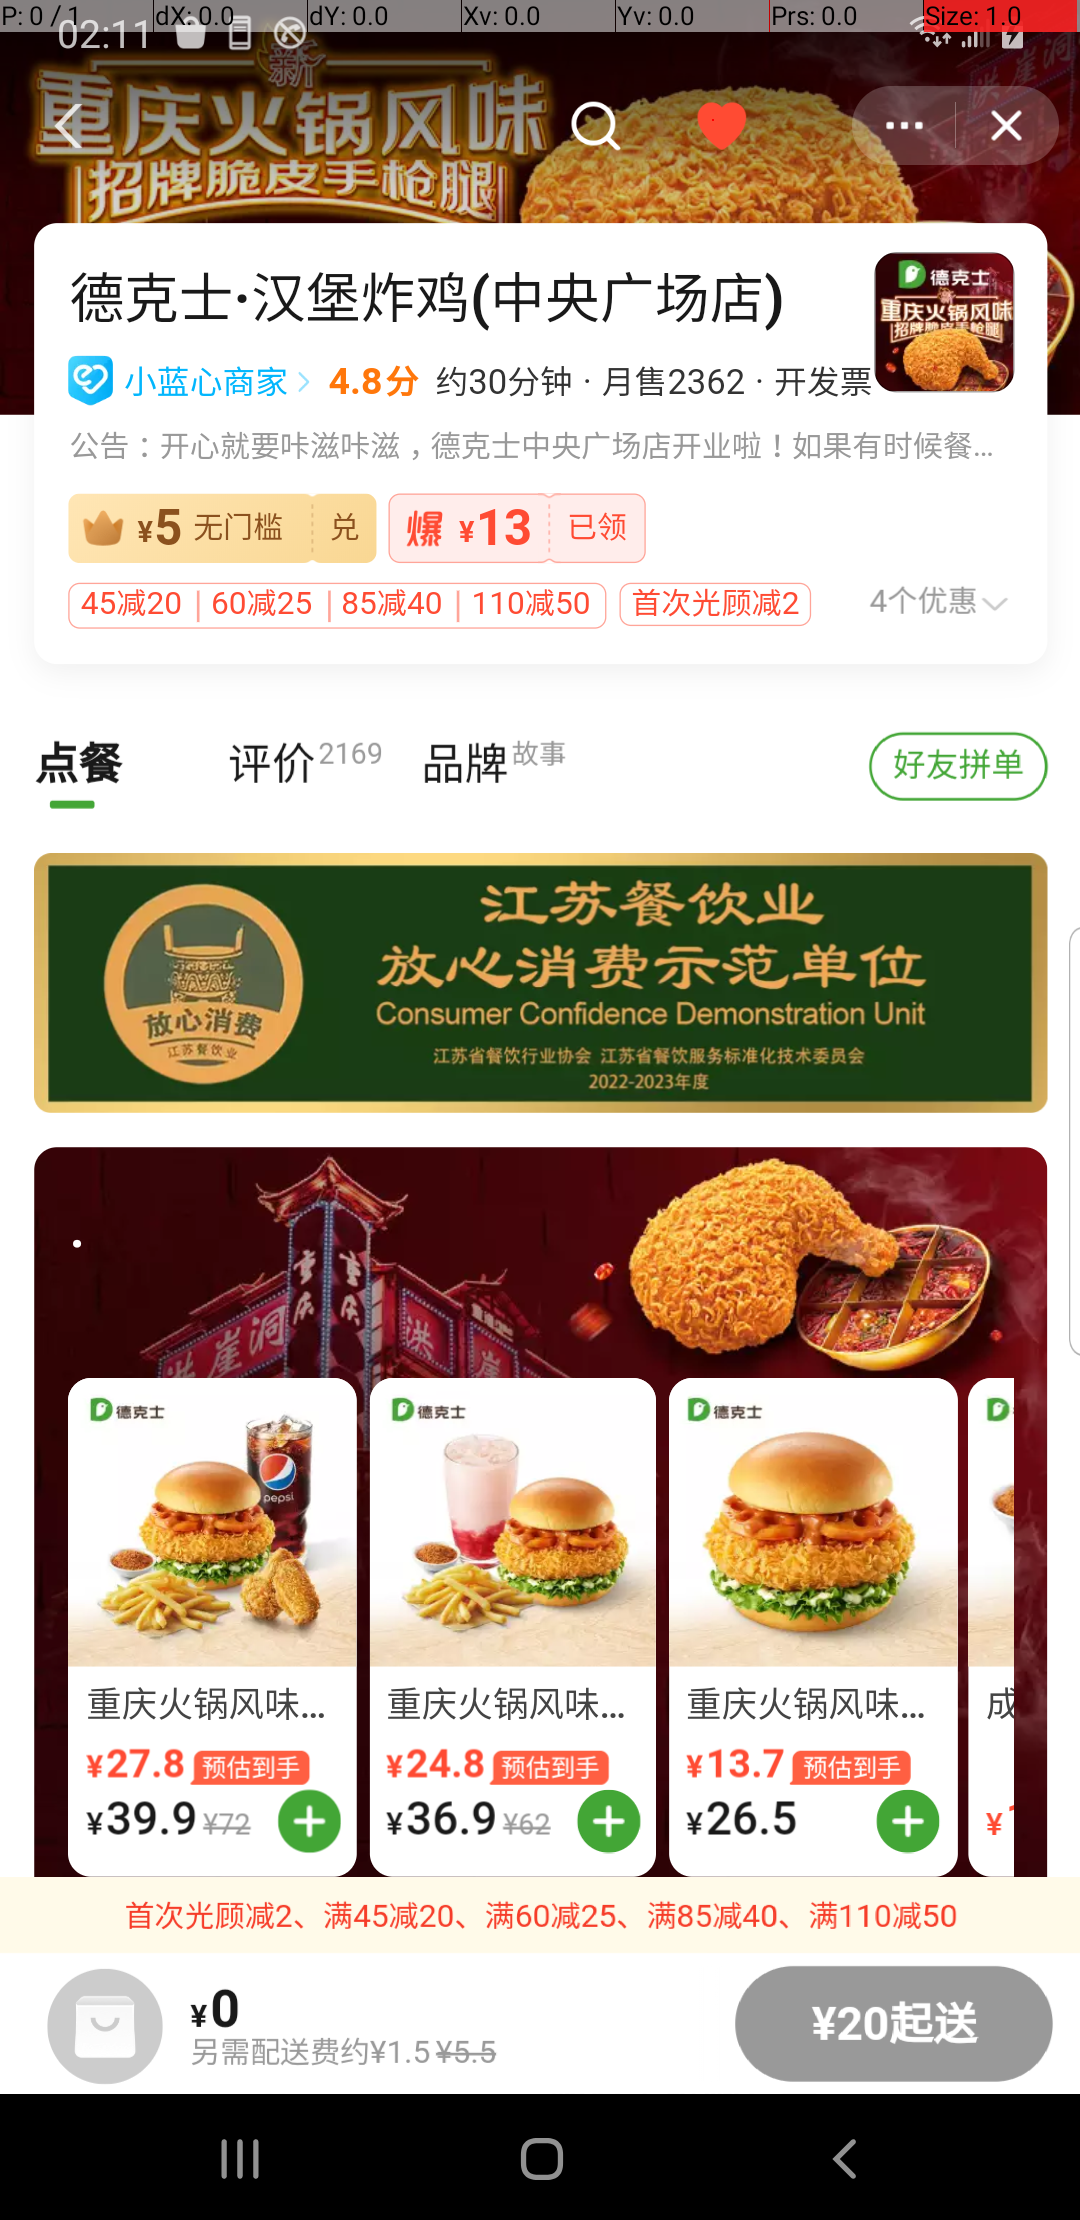 P: 0 / 1
dX: 0.0
dY: 0.0
Xv: 0.0
Yv: 0.0
Prs: 0.0
Size: 1.0
02:11
新
重庆火锅风味
招牌脆皮手枪腿
洪崖洞
德克士·汉堡炸鸡(中央广场店)
德克士
重庆火锅风味
招牌脆皮手枪腿
小蓝心商家
4.8分 约30分钟 · 月售2362 · 开发票
公告：开心就要咔滋咔滋，德克士中央广场店开业啦！如果有时候餐...
¥5 无门槛 兑
爆 ¥13 已领
45减20 | 60减25 | 85减40 | 110减50
首次光顾减2
4个优惠
点餐
评价 2169
品牌 故事
好友拼单
江苏餐饮业
放心消费示范单位
Consumer Confidence Demonstration Unit
江苏省餐饮行业协会 江苏省餐饮服务标准化技术委员会
2022-2023年度
放心消费
江苏餐饮业
重庆
重庆
洪崖洞
洪崖
德克士
pepsi
德克士
德克士
重庆火锅风味...
重庆火锅风味...
重庆火锅风味...
成
¥27.8 预估到手
¥24.8 预估到手
¥13.7 预估到手
¥39.9 ¥72
¥36.9 ¥62
¥26.5
¥
首次光顾减2、满45减20、满60减25、满85减40、满110减50
¥0
另需配送费约¥1.5 ¥5.5
¥20起送